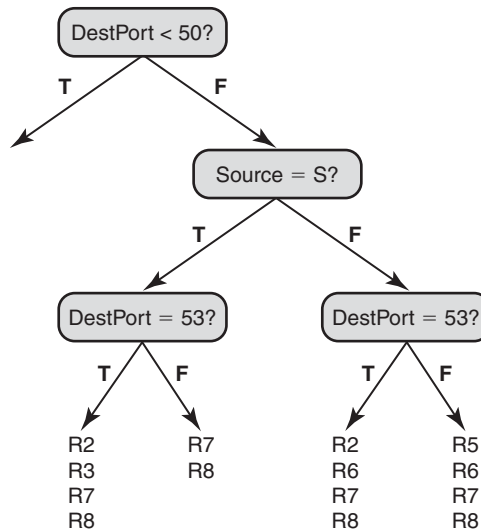 DestPort < 50?
T F
Source = S?
T F
DestPort = 53? DestPort = 53?
T F T F
R2 R7 R2 R5
R3 R8 R6 R6
R7 R7 R7
R8 R8 R8